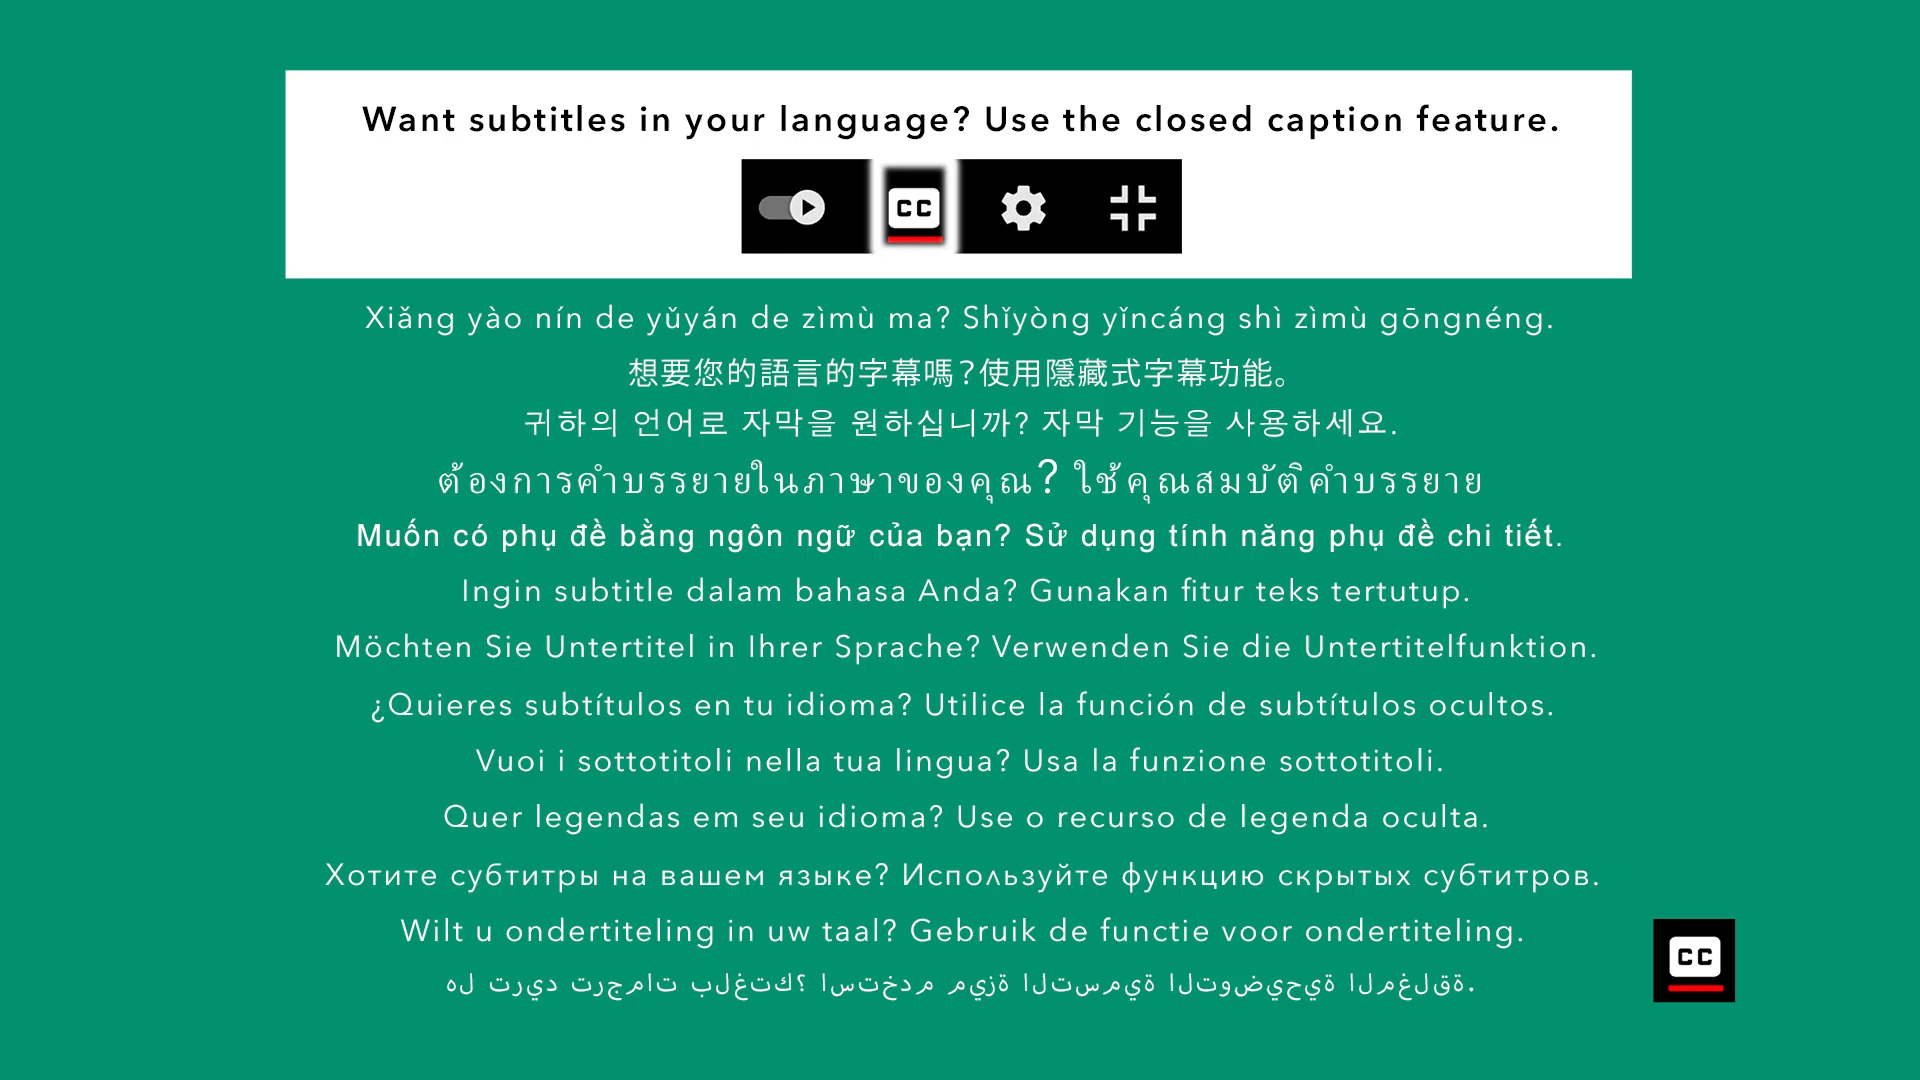 Want subtitles in your language? Use the closed caption feature.
CC
Xiǎng yào nín de yǔyán de zìmù ma? Shǐyòng yǐncáng shì zìmù gōngnéng.
想要您的語言的字幕嗎?使用隱藏式字幕功能。
귀하의 언어로 자막을 원하십니까? 자막 기능을 사용하세요.
ต้องการคำบรรยายในภาษาของคุณ? ใช้คุณสมบัติคำบรรยาย
Muốn có phụ đề bằng ngôn ngữ của bạn? Sử dụng tính năng phụ đề chi tiết.
Ingin subtitle dalam bahasa Anda? Gunakan fitur teks tertutup.
Möchten Sie Untertitel in Ihrer Sprache? Verwenden Sie die Untertitelfunktion.
¿Quieres subtítulos en tu idioma? Utilice la función de subtítulos ocultos.
Vuoi i sottotitoli nella tua lingua? Usa la funzione sottotitoli.
Quer legendas em seu idioma? Use o recurso de legenda oculta.
Хотите субтитры на вашем языке? Используйте функцию скрытых субтитров.
Wilt u ondertiteling in uw taal? Gebruik de functie voor ondertiteling.
هل تريد ترجمات بلغتك؟ استخدم ميزة التسمية التوضيحية المغلقة.
CC